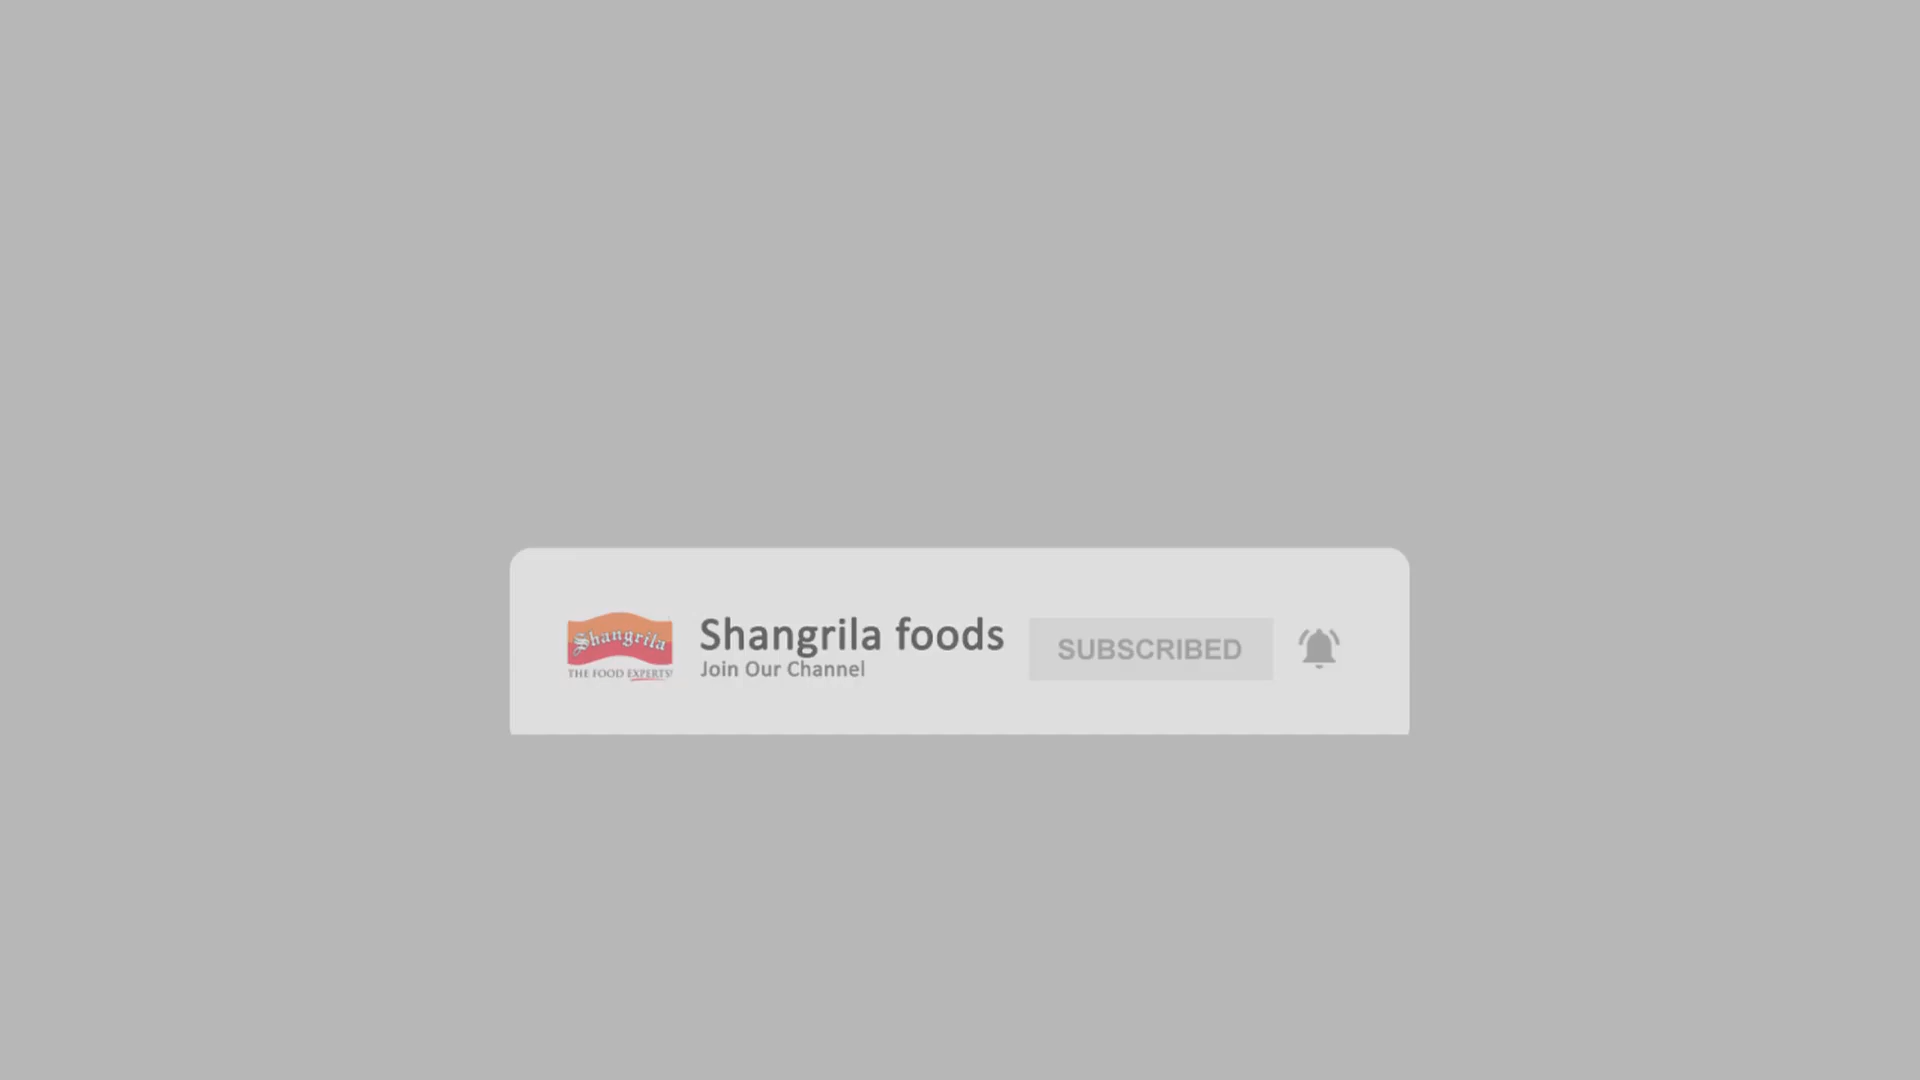 Shangrila
THE FOOD EXPERTS!
Shangrila foods
Join Our Channel
SUBSCRIBED